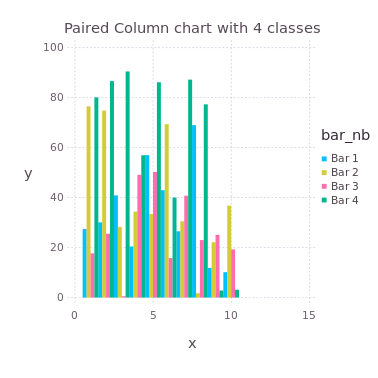 Paired Column chart with 4 classes
100
80
60
40
20
0
y
0 5 10 15
x
bar_nb
Bar 1
Bar 2
Bar 3
Bar 4